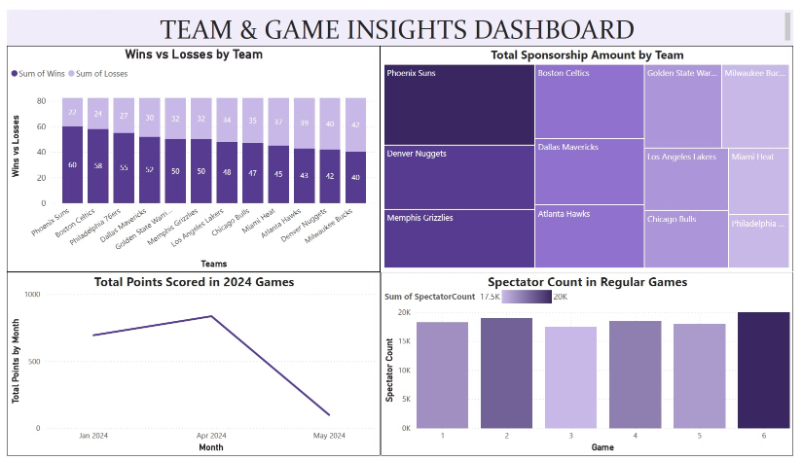 TEAM & GAME INSIGHTS DASHBOARD
Wins vs Losses by Team
Sum of Wins Sum of Losses
Wins vs Losses
80
60
40
20
0
22 24 27 30 32 32 34 35 37 39 40 42
60 58 55 52 50 50 48 47 45 43 42 40
Phoenix Suns
Boston Celtics
Philadelphia 76ers
Dallas Mavericks
Golden State Warri...
Memphis Grizzlies
Los Angeles Lakers
Chicago Bulls
Miami Heat
Atlanta Hawks
Denver Nuggets
Milwaukee Bucks
Teams
Total Sponsorship Amount by Team
Phoenix Suns
Denver Nuggets
Memphis Grizzlies
Boston Celtics
Dallas Mavericks
Atlanta Hawks
Golden State War...
Milwaukee Buc...
Los Angeles Lakers
Miami Heat
Chicago Bulls
Philadelphia ...
Total Points Scored in 2024 Games
Total Points by Month
1000
500
0
Jan 2024 Apr 2024 May 2024
Month
Spectator Count in Regular Games
Sum of SpectatorCount 17.5K 20K
Spectator Count
20K
15K
10K
5K
0K
1 2 3 4 5 6
Game